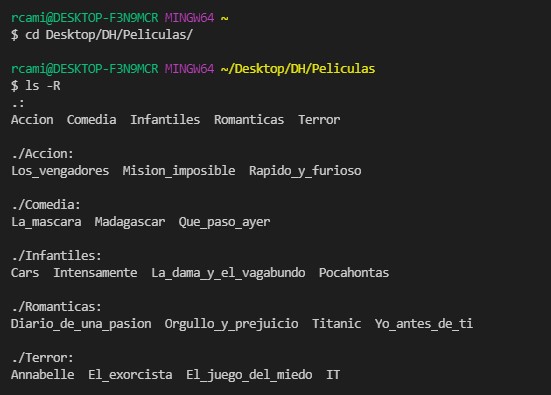 rcami@DESKTOP-F3N9MCR MINGW64 ~
$ cd Desktop/DH/Peliculas/
rcami@DESKTOP-F3N9MCR MINGW64 ~/Desktop/DH/Peliculas
$ ls -R
.:
Accion  Comedia  Infantiles  Romanticas  Terror
./Accion:
Los_vengadores  Mision_imposible  Rapido_y_furioso
./Comedia:
La_mascara  Madagascar  Que_paso_ayer
./Infantiles:
Cars  Intensamente  La_dama_y_el_vagabundo  Pocahontas
./Romanticas:
Diario_de_una_pasion  Orgullo_y_prejuicio  Titanic  Yo_antes_de_ti
./Terror:
Annabelle  El_exorcista  El_juego_del_miedo  IT